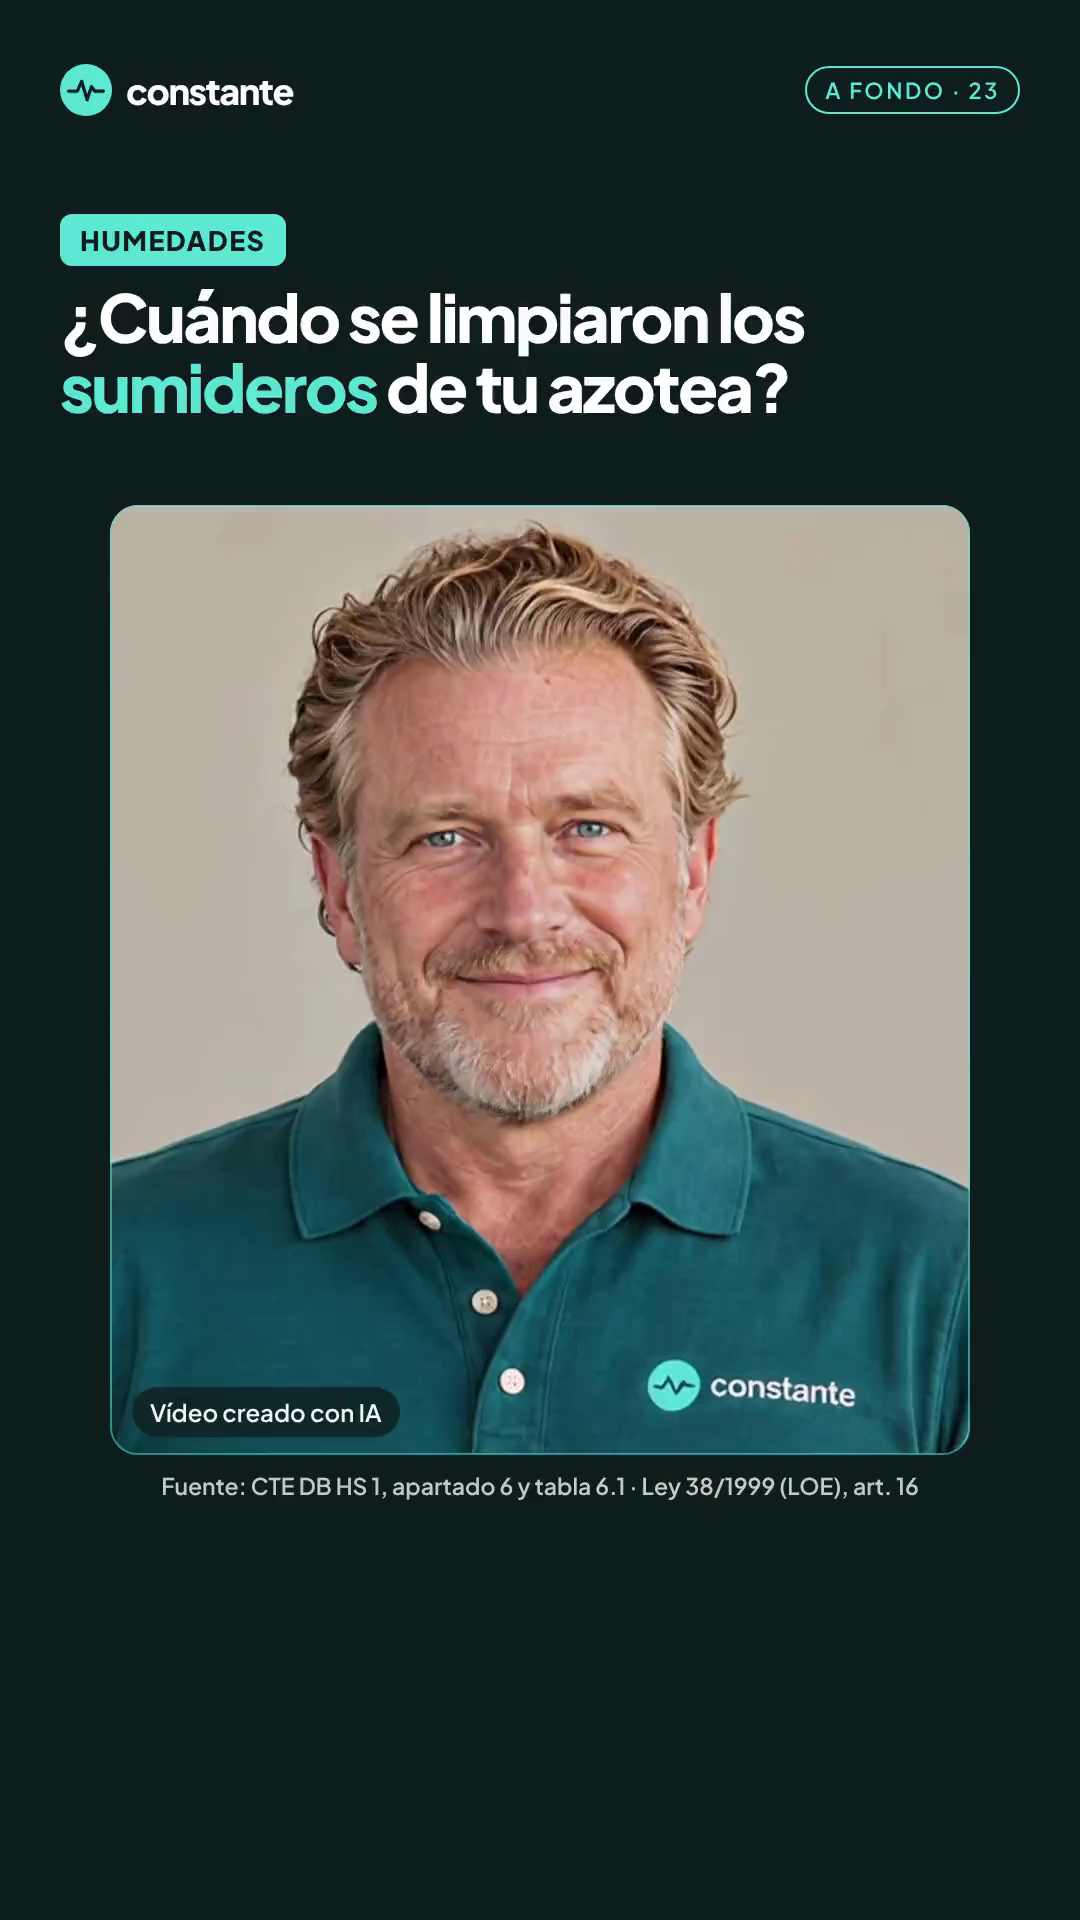 constante
A FONDO · 23
HUMEDADES
¿Cuándo se limpiaron los
sumideros de tu azotea?
constante
Vídeo creado con IA
Fuente: CTE DB HS 1, apartado 6 y tabla 6.1 · Ley 38/1999 (LOE), art. 16